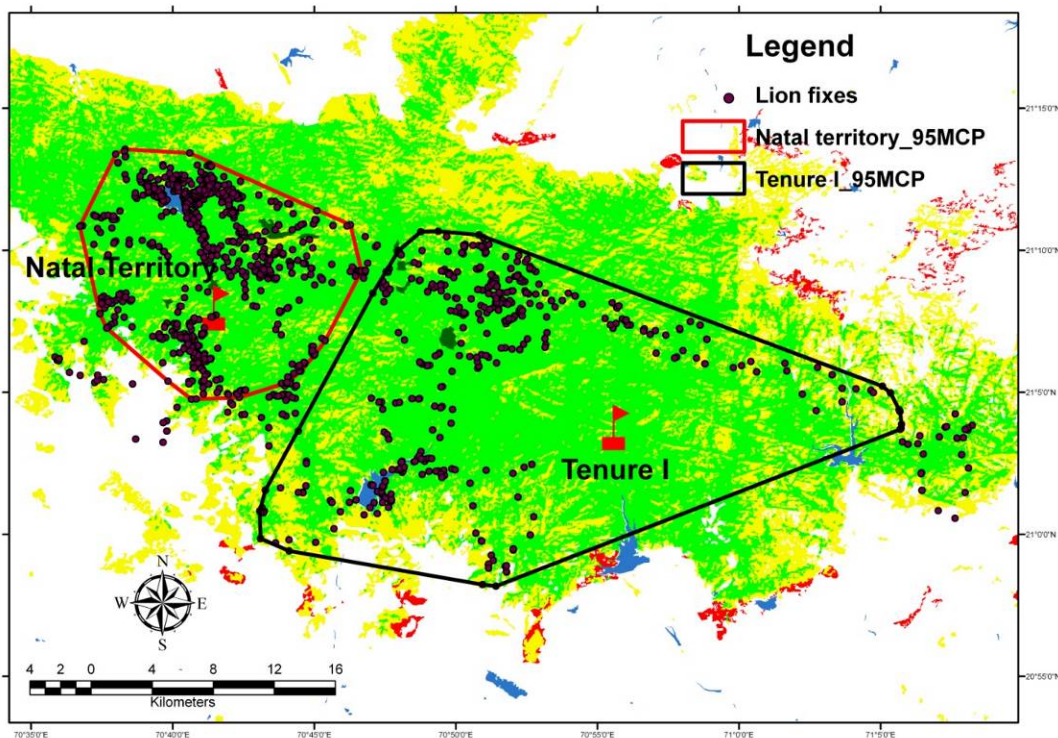 Legend
Lion fixes
Natal territory_95MCP
Tenure I_95MCP
21°15'0"N
21°10'0"N
Natal Territory
21°5'0"N
Tenure I
21°0'0"N
N
W E
S
20°55'0"N
4 2 0 4 8 12 16
Kilometers
70°35'0"E 70°40'0"E 70°45'0"E 70°50'0"E 70°55'0"E 71°0'0"E 71°5'0"E